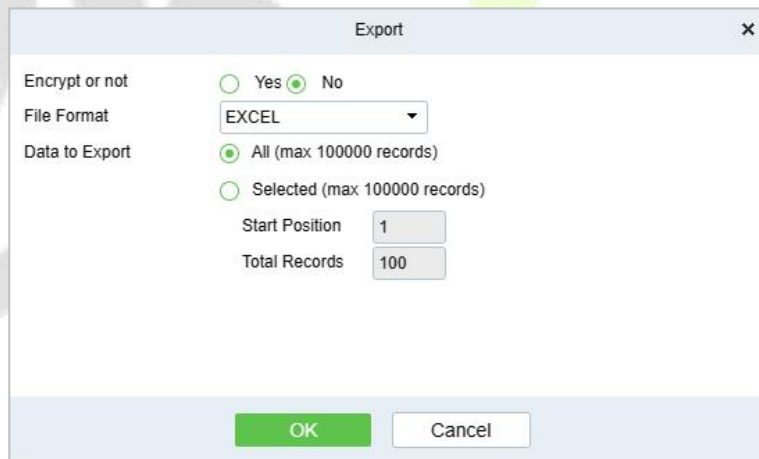 Export
Encrypt or not Yes No
File Format EXCEL
Data to Export All (max 100000 records)
Selected (max 100000 records)
Start Position 1
Total Records 100
OK Cancel